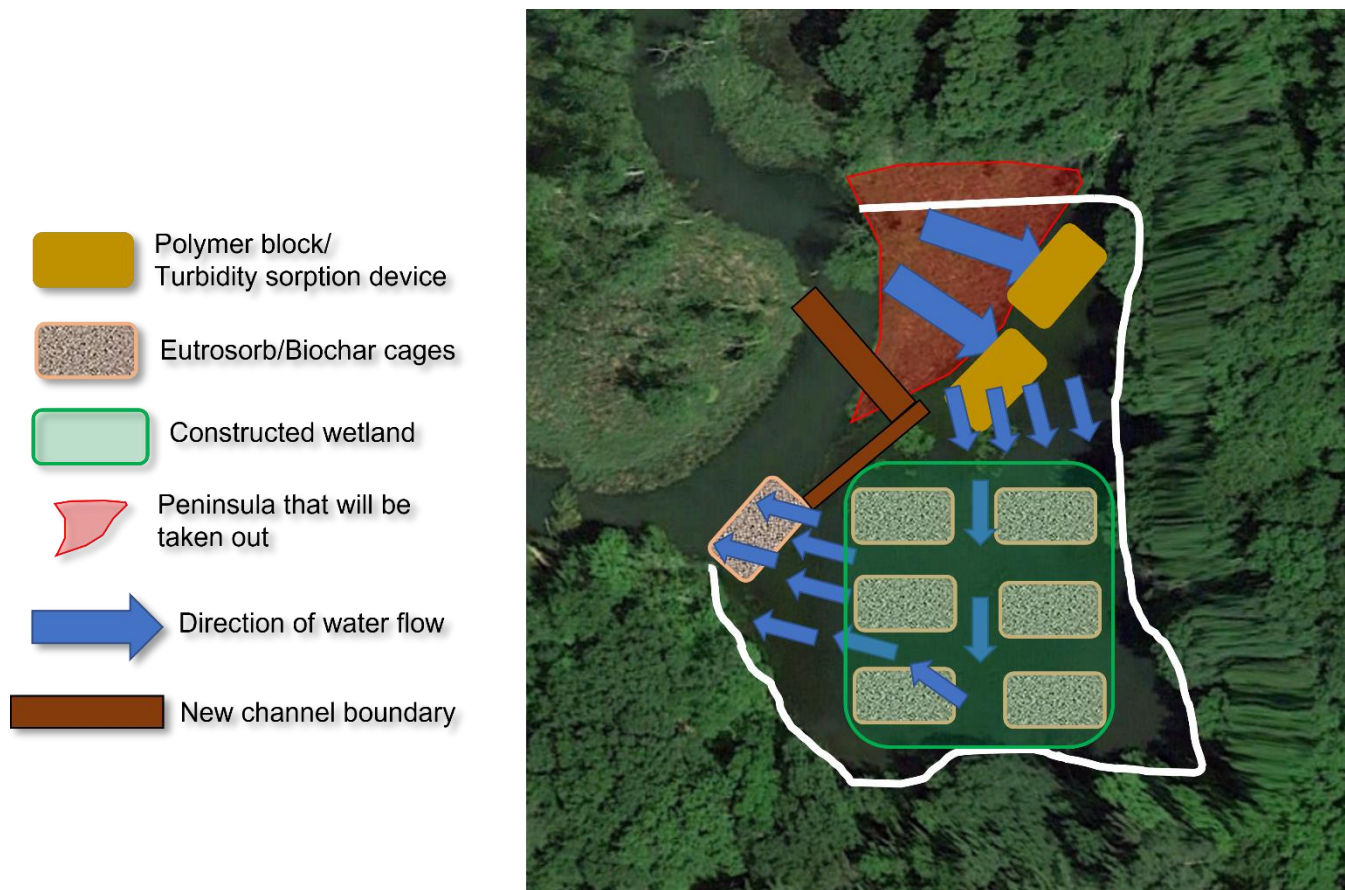 Polymer block/
Turbidity sorption device
Eutrosorb/Biochar cages
Constructed wetland
Peninsula that will be
taken out
Direction of water flow
New channel boundary